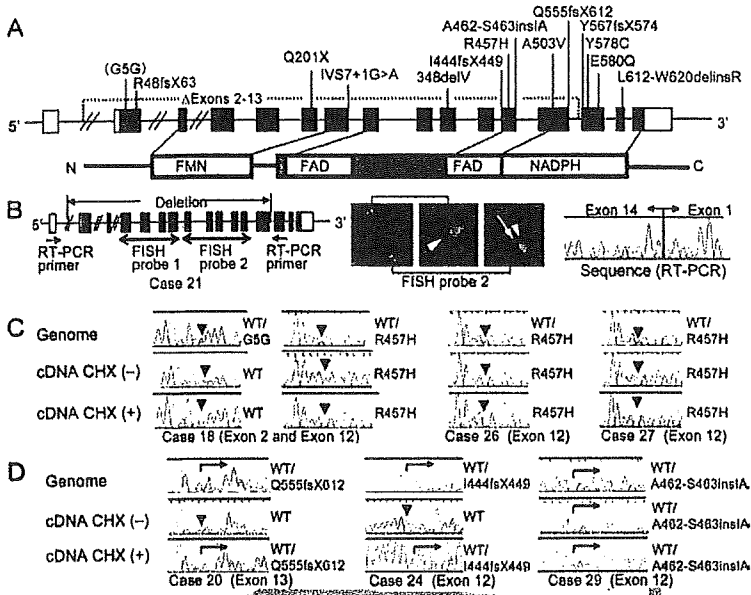 A
Q555fsX612
A462-S463insIA
Y567fsX574
R457H
A503V
Y578C
Q201X
I444fsX449
E580Q
(G5G)
IVS7+1G>A
348delV
L612-W620delinsR
R46fsX63
ΔExons 2-13
5'
3'
N
FMN
FAD
FAD
NADPH
C
B
Deletion
5'
3'
RT-PCR primer
FISH probe 1
FISH probe 2
RT-PCR primer
Case 21
FISH probe 2
Exon 14
Exon 1
Sequence (RT-PCR)
C
Genome
WT/ G5G
WT/ R457H
WT/ R457H
WT/ R457H
cDNA CHX (−)
WT
R457H
R457H
R457H
cDNA CHX (+)
WT
R457H
R457H
R457H
Case 18 (Exon 2 and Exon 12)
Case 26 (Exon 12)
Case 27 (Exon 12)
D
Genome
WT/ Q555fsX612
WT/ I444fsX449
WT/ A462-S463insIA
cDNA CHX (−)
WT
WT
WT/ A462-S463insIA
cDNA CHX (+)
WT/ Q555fsX612
WT/ I444fsX449
WT/ A462-S463insIA
Case 20 (Exon 13)
Case 24 (Exon 12)
Case 29 (Exon 12)